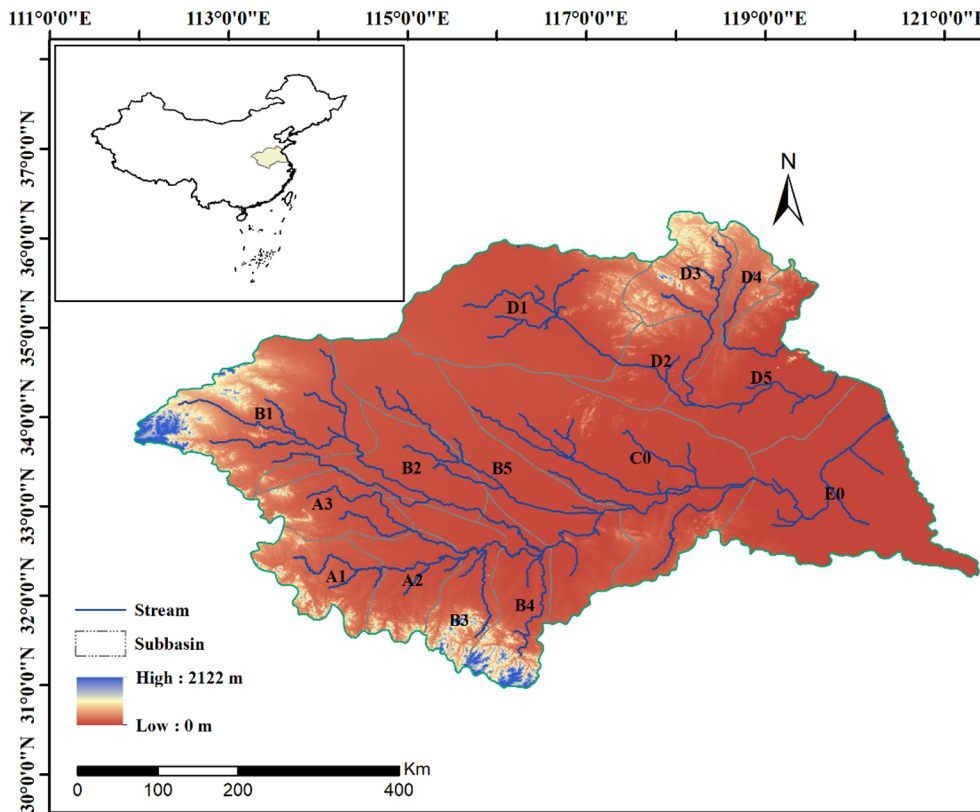 111°0'0"E 113°0'0"E 115°0'0"E 117°0'0"E 119°0'0"E 121°0'0"E
37°0'0"N
36°0'0"N
35°0'0"N
34°0'0"N
33°0'0"N
32°0'0"N
31°0'0"N
30°0'0"N
N
D3
D4
D1
D2
D5
B1
C0
B2
B5
E0
A3
A1
A2
B4
B3
Stream
Subbasin
High : 2122 m
Low : 0 m
Km
0 100 200 400